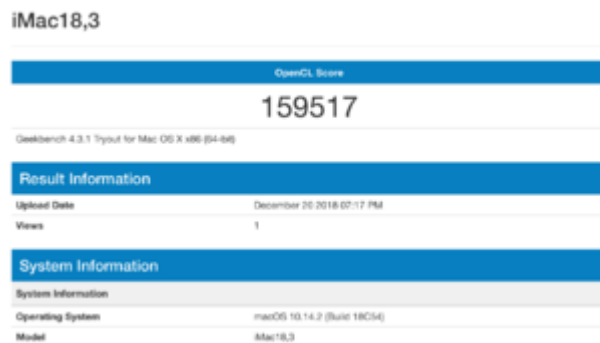 iMac18,3
OpenCL Score
159517
Geekbench 4.3.1 Tryout for Mac OS X x86 (64-bit)
Result Information
Upload Date December 20 2018 07:17 PM
Views 1
System Information
System Information
Operating System macOS 10.14.2 (Build 18C54)
Model iMac18,3